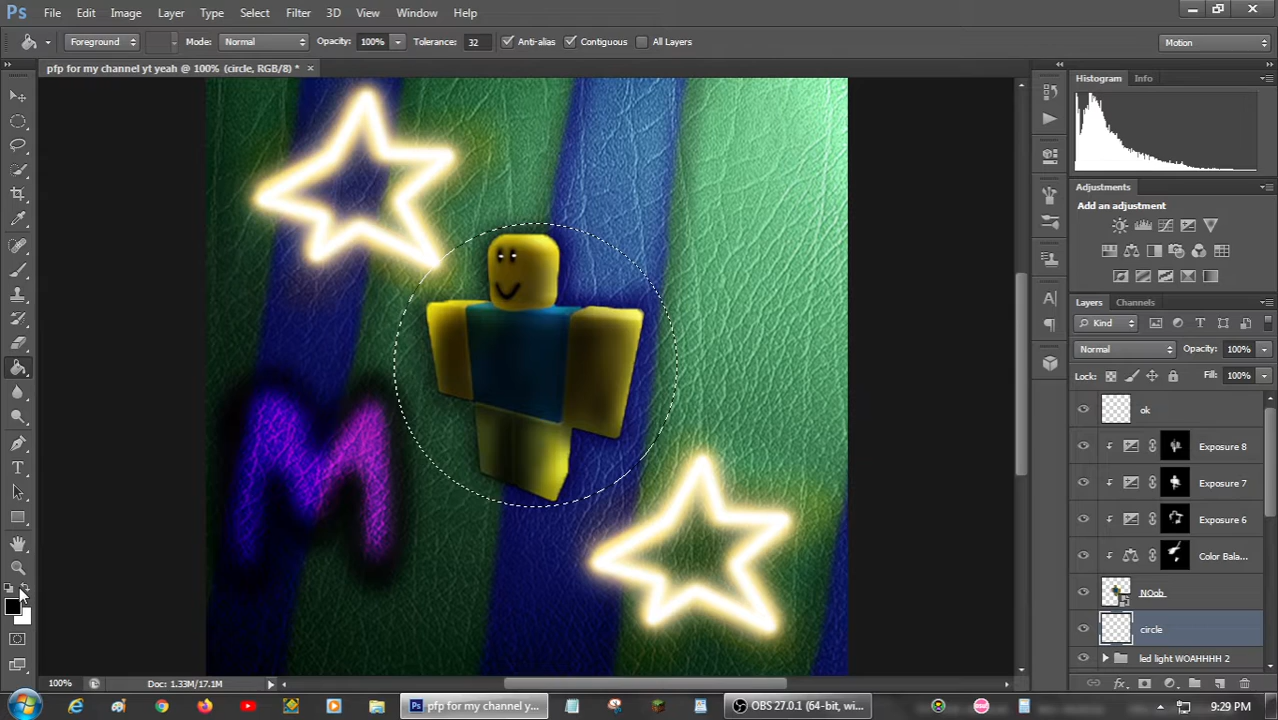 Ps File Edit Image Layer Type Select Filter 3D View Window Help
Foreground Mode: Normal Opacity: 100% Tolerance: 32 Anti-alias Contiguous All Layers Motion
pfp for my channel yt yeah @ 100% (circle, RGB/8) *
Histogram Info
Adjustments
Add an adjustment
Layers Channels
Kind
Normal Opacity: 100%
Lock: Fill: 100%
ok
Exposure 8
Exposure 7
Exposure 6
Color Bala...
NOob
circle
led light WOAHHHH 2
M
100% Doc: 1.33M/17.1M
pfp for my channel y... OBS 27.0.1 (64-bit, wi... 9:29 PM